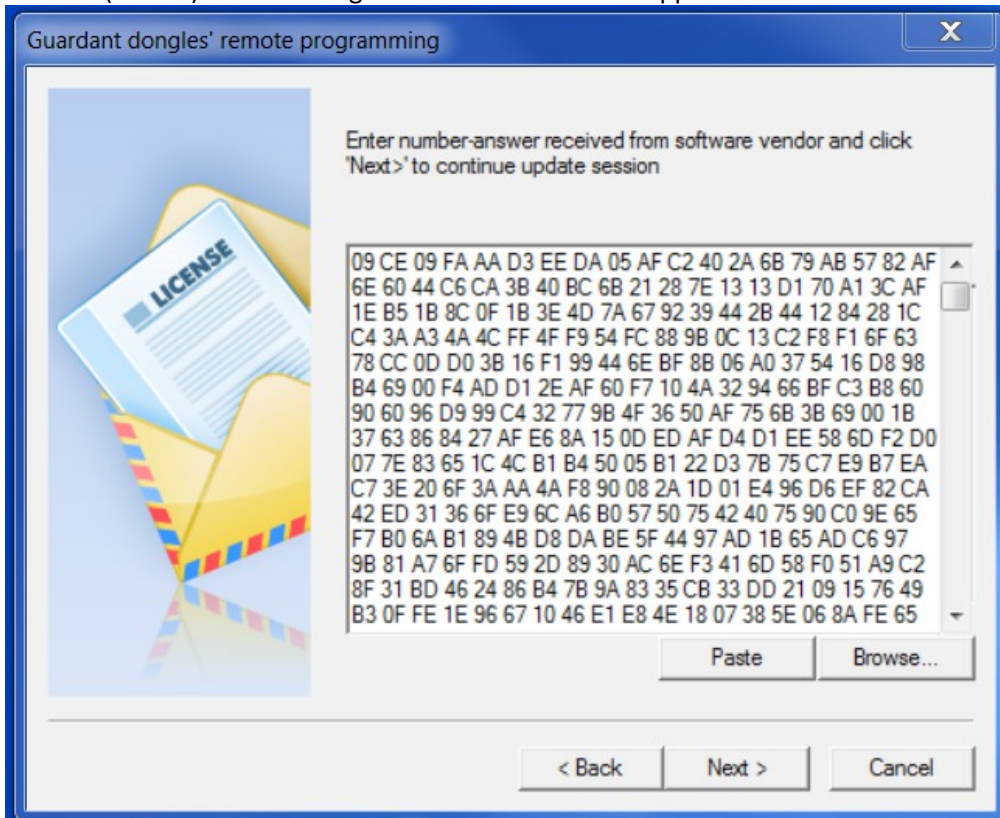 Guardant dongles' remote programming
X
Enter number-answer received from software vendor and click
'Next>' to continue update session
LICENSE
09 CE 09 FA AA D3 EE DA 05 AF C2 40 2A 6B 79 AB 57 82 AF
6E 60 44 C6 CA 3B 40 BC 6B 21 28 7E 13 13 D1 70 A1 3C AF
1E B5 1B 8C 0F 1B 3E 4D 7A 67 92 39 44 2B 44 12 84 28 1C
C4 3A A3 4A 4C FF 4F F9 54 FC 88 9B 0C 13 C2 F8 F1 6F 63
78 CC 0D D0 3B 16 F1 99 44 6E BF 8B 06 A0 37 54 16 D8 98
B4 69 00 F4 AD D1 2E AF 60 F7 10 4A 32 94 66 BF C3 B8 60
90 60 96 D9 99 C4 32 77 9B 4F 36 50 AF 75 6B 3B 69 00 1B
37 63 86 84 27 AF E6 8A 15 0D ED AF D4 D1 EE 58 6D F2 D0
07 7E 83 65 1C 4C B1 B4 50 05 B1 22 D3 7B 75 C7 E9 B7 EA
C7 3E 20 6F 3A AA 4A F8 90 08 2A 1D 01 E4 96 D6 EF 82 CA
42 ED 31 36 6F E9 6C A6 B0 57 50 75 42 40 75 90 C0 9E 65
F7 B0 6A B1 89 4B D8 DA BE 5F 44 97 AD 1B 65 AD C6 97
9B 81 A7 6F FD 59 2D 89 30 AC 6E F3 41 6D 58 F0 51 A9 C2
8F 31 BD 46 24 86 B4 7B 9A 83 35 CB 33 DD 21 09 15 76 49
B3 0F FE 1E 96 67 10 46 E1 E8 4E 18 07 38 5E 06 8A FE 65
Paste Browse...
< Back Next > Cancel